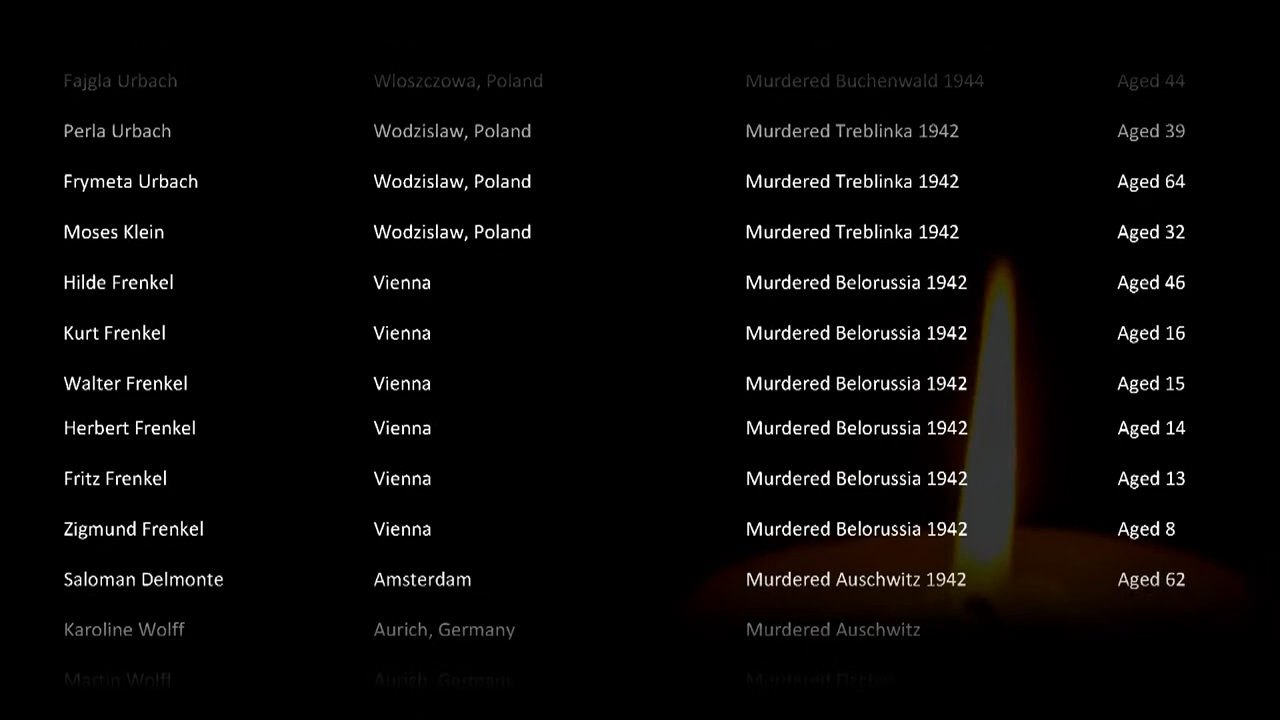 Fajgla Urbach Wloszczowa, Poland Murdered Buchenwald 1944 Aged 44
Perla Urbach Wodzislaw, Poland Murdered Treblinka 1942 Aged 39
Frymeta Urbach Wodzislaw, Poland Murdered Treblinka 1942 Aged 64
Moses Klein Wodzislaw, Poland Murdered Treblinka 1942 Aged 32
Hilde Frenkel Vienna Murdered Belorussia 1942 Aged 46
Kurt Frenkel Vienna Murdered Belorussia 1942 Aged 16
Walter Frenkel Vienna Murdered Belorussia 1942 Aged 15
Herbert Frenkel Vienna Murdered Belorussia 1942 Aged 14
Fritz Frenkel Vienna Murdered Belorussia 1942 Aged 13
Zigmund Frenkel Vienna Murdered Belorussia 1942 Aged 8
Saloman Delmonte Amsterdam Murdered Auschwitz 1942 Aged 62
Karoline Wolff Aurich, Germany Murdered Auschwitz
Martin Wolff Aurich, Germany Murdered